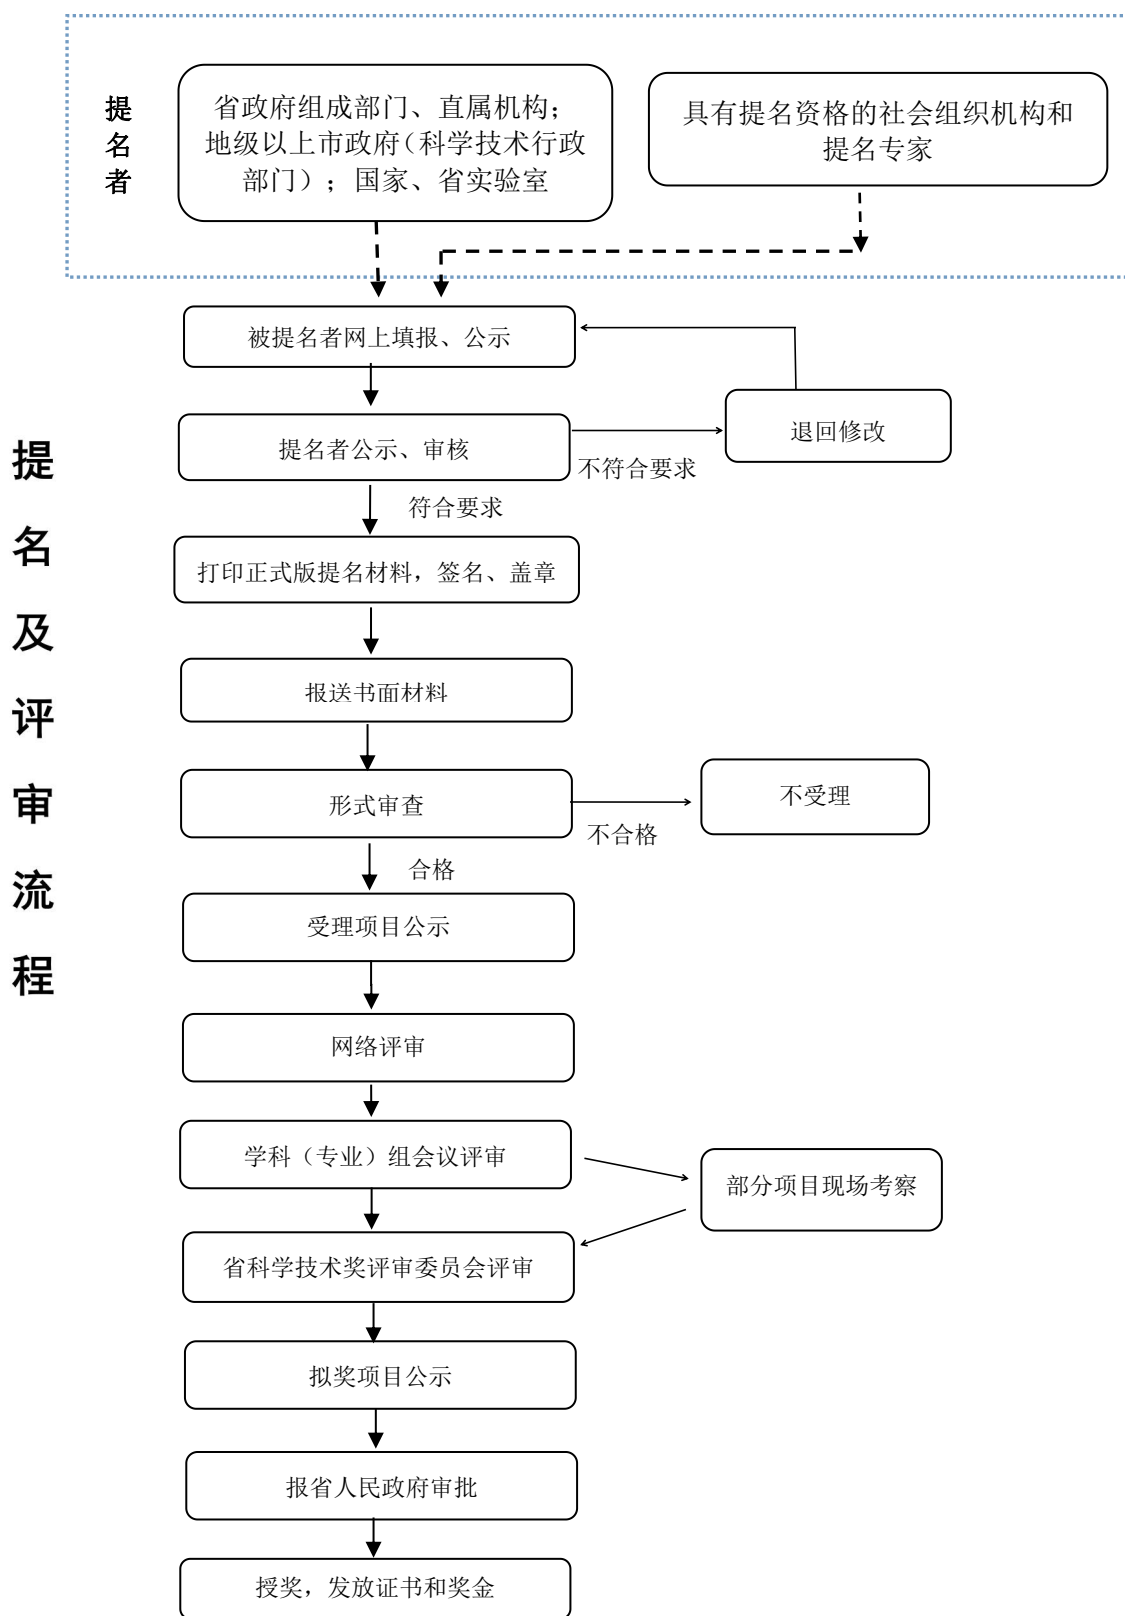 提名及评审流程
提名者
省政府组成部门、直属机构；
地级以上市政府（科学技术行政
部门）；国家、省实验室
具有提名资格的社会组织机构和
提名专家
被提名者网上填报、公示
退回修改
提名者公示、审核
不符合要求
符合要求
打印正式版提名材料，签名、盖章
报送书面材料
形式审查
不受理
不合格
合格
受理项目公示
网络评审
学科（专业）组会议评审
部分项目现场考察
省科学技术奖评审委员会评审
拟奖项目公示
报省人民政府审批
授奖，发放证书和奖金